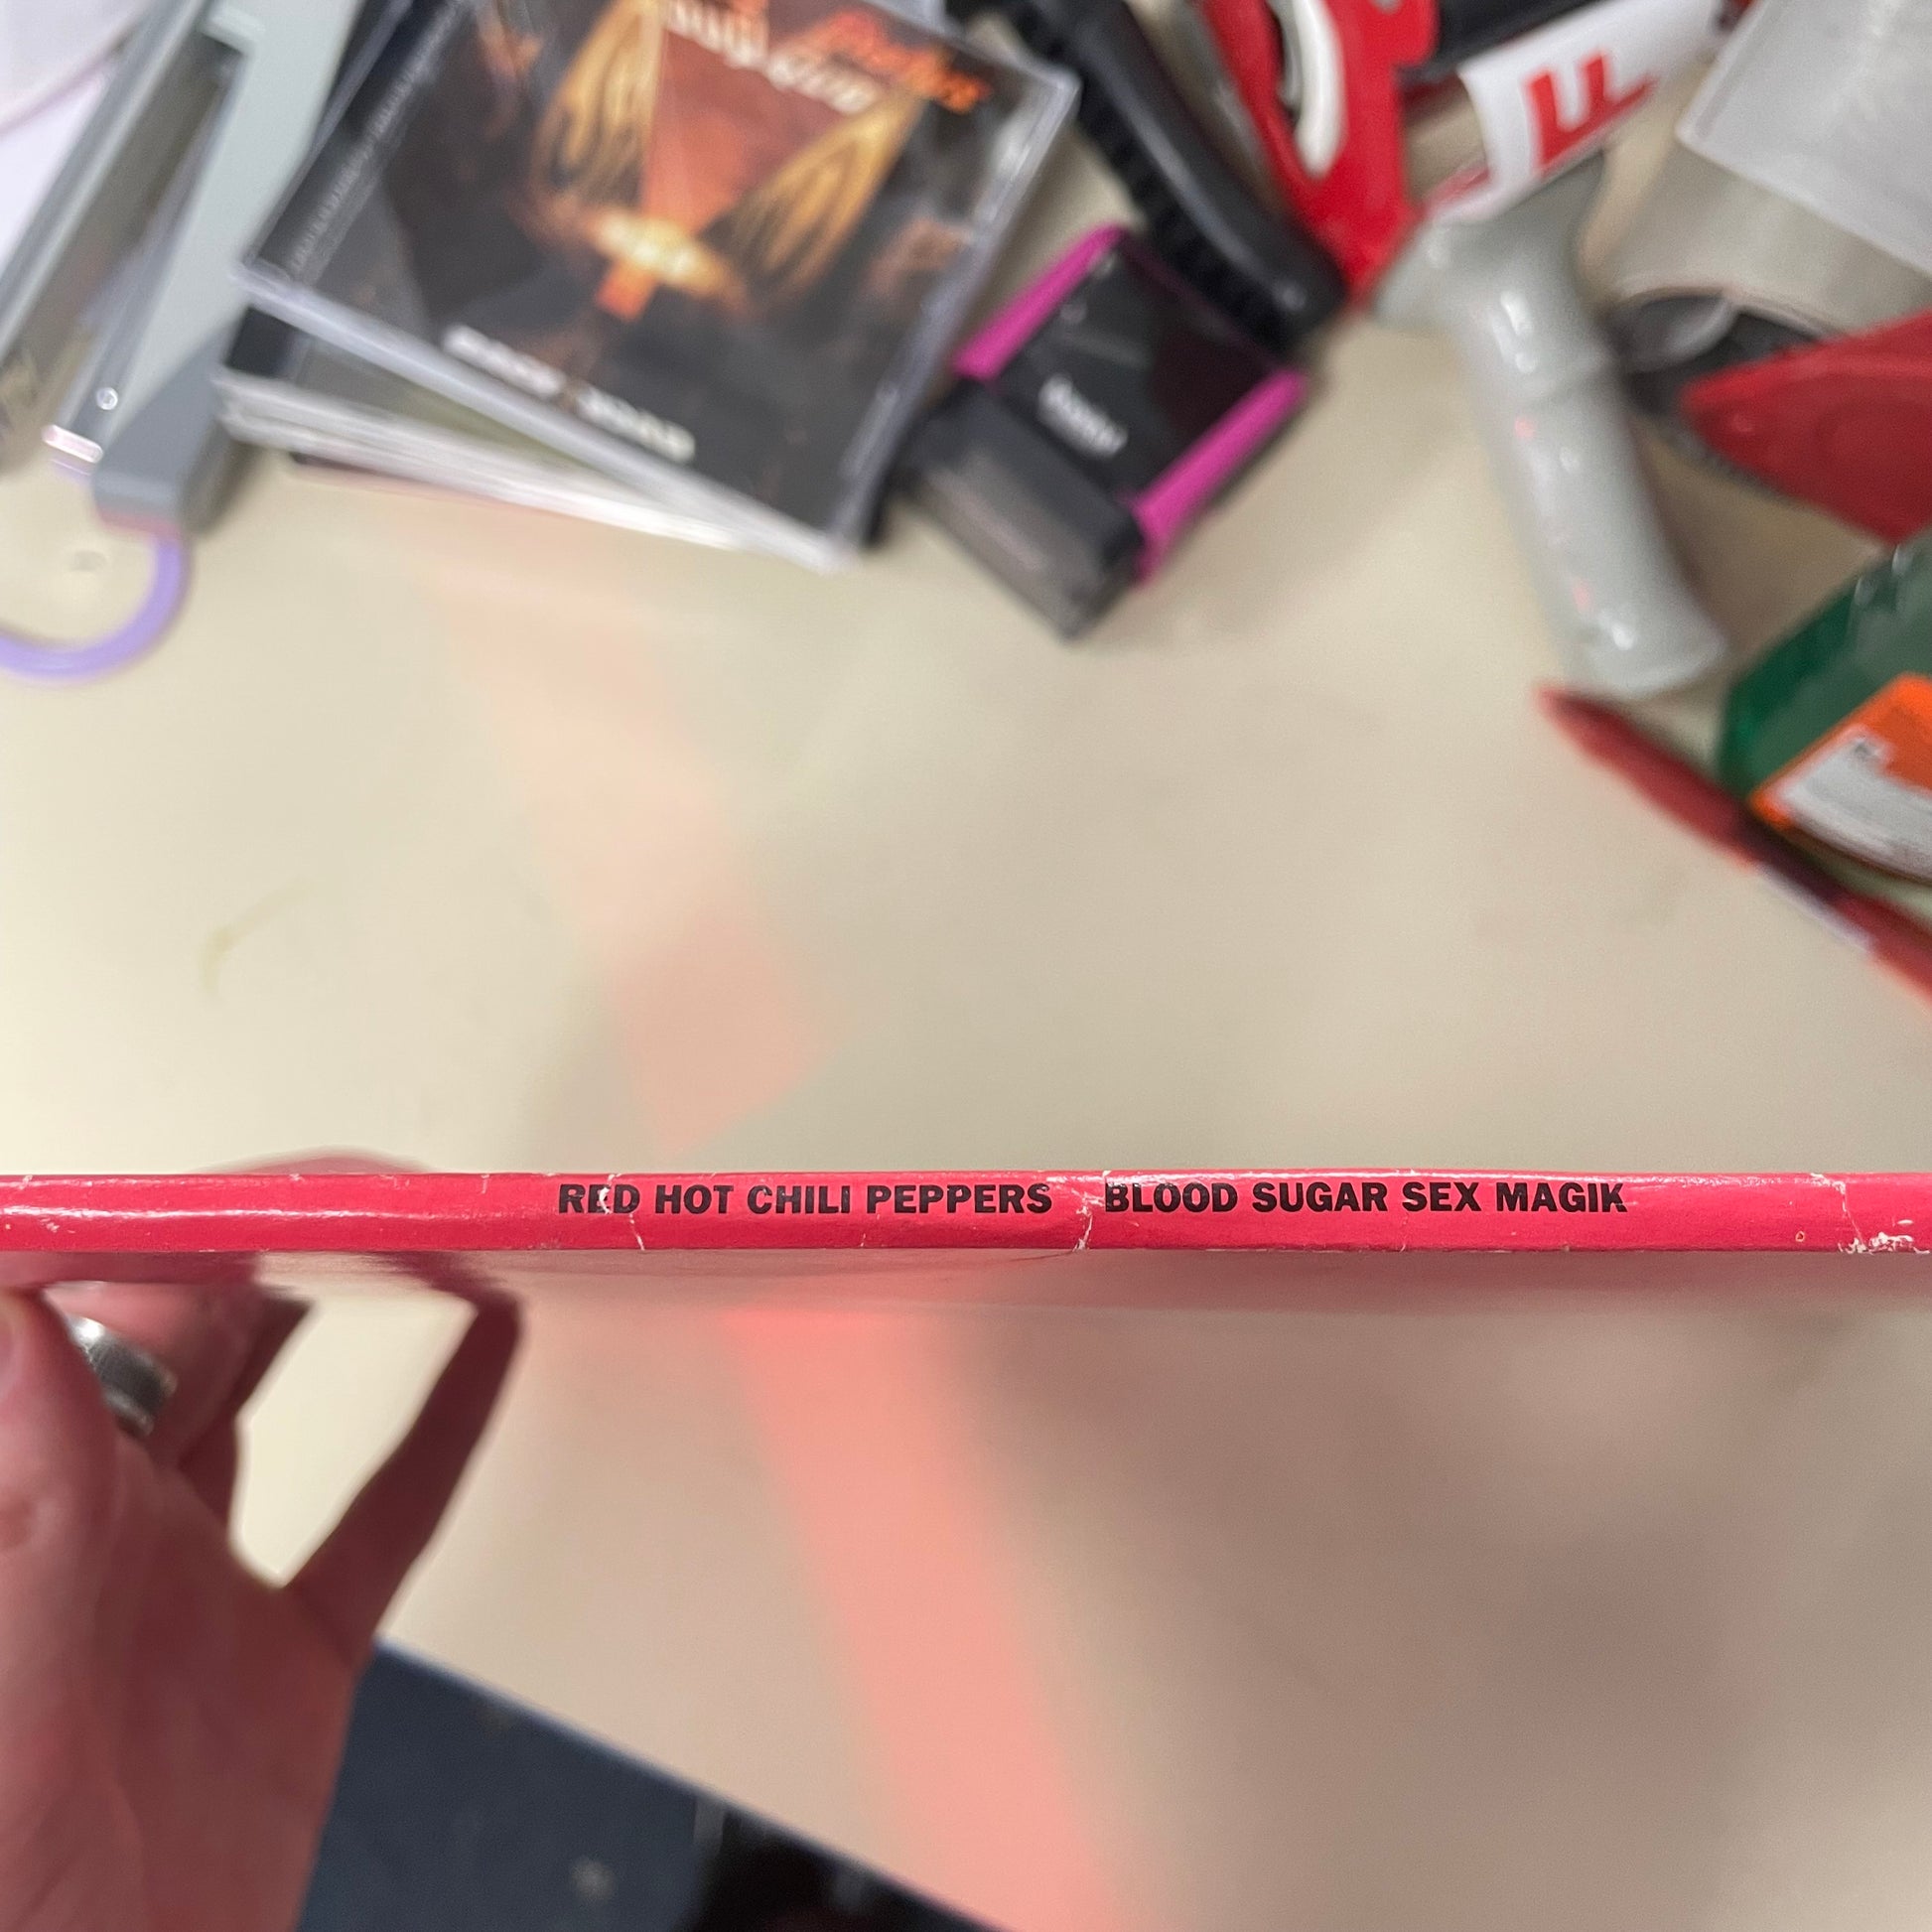 RED HOT CHILI PEPPERS BLOOD SUGAR SEX MAGIK